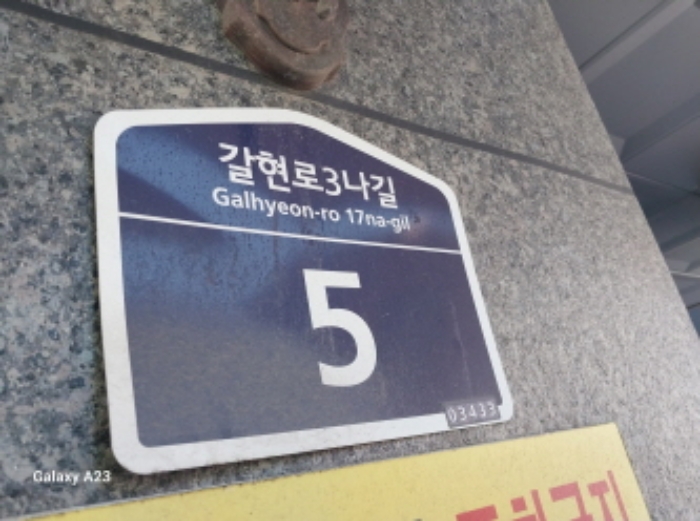 갈현로3나길
Galhyeon-ro 17na-gil
5
03433
Galaxy A23